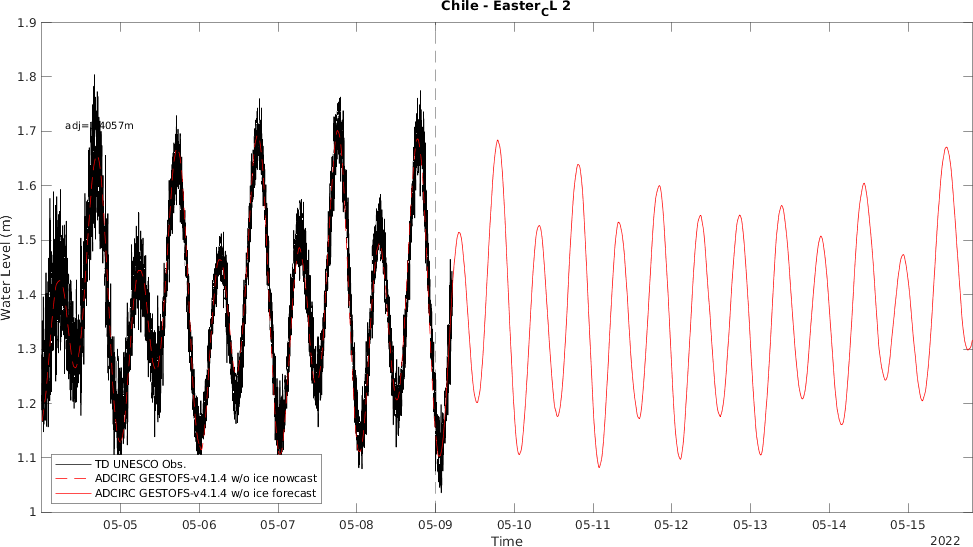 Chile - Easter_CL 2
1.9
1.8
1.7
1.6
1.5
1.4
1.3
1.2
1.1
1
Water Level (m)
TD UNESCO Obs.
ADCIRC GESTOFS-v4.1.4 w/o ice nowcast
ADCIRC GESTOFS-v4.1.4 w/o ice forecast
05-05 05-06 05-07 05-08 05-09 05-10 05-11 05-12 05-13 05-14 05-15
Time
2022